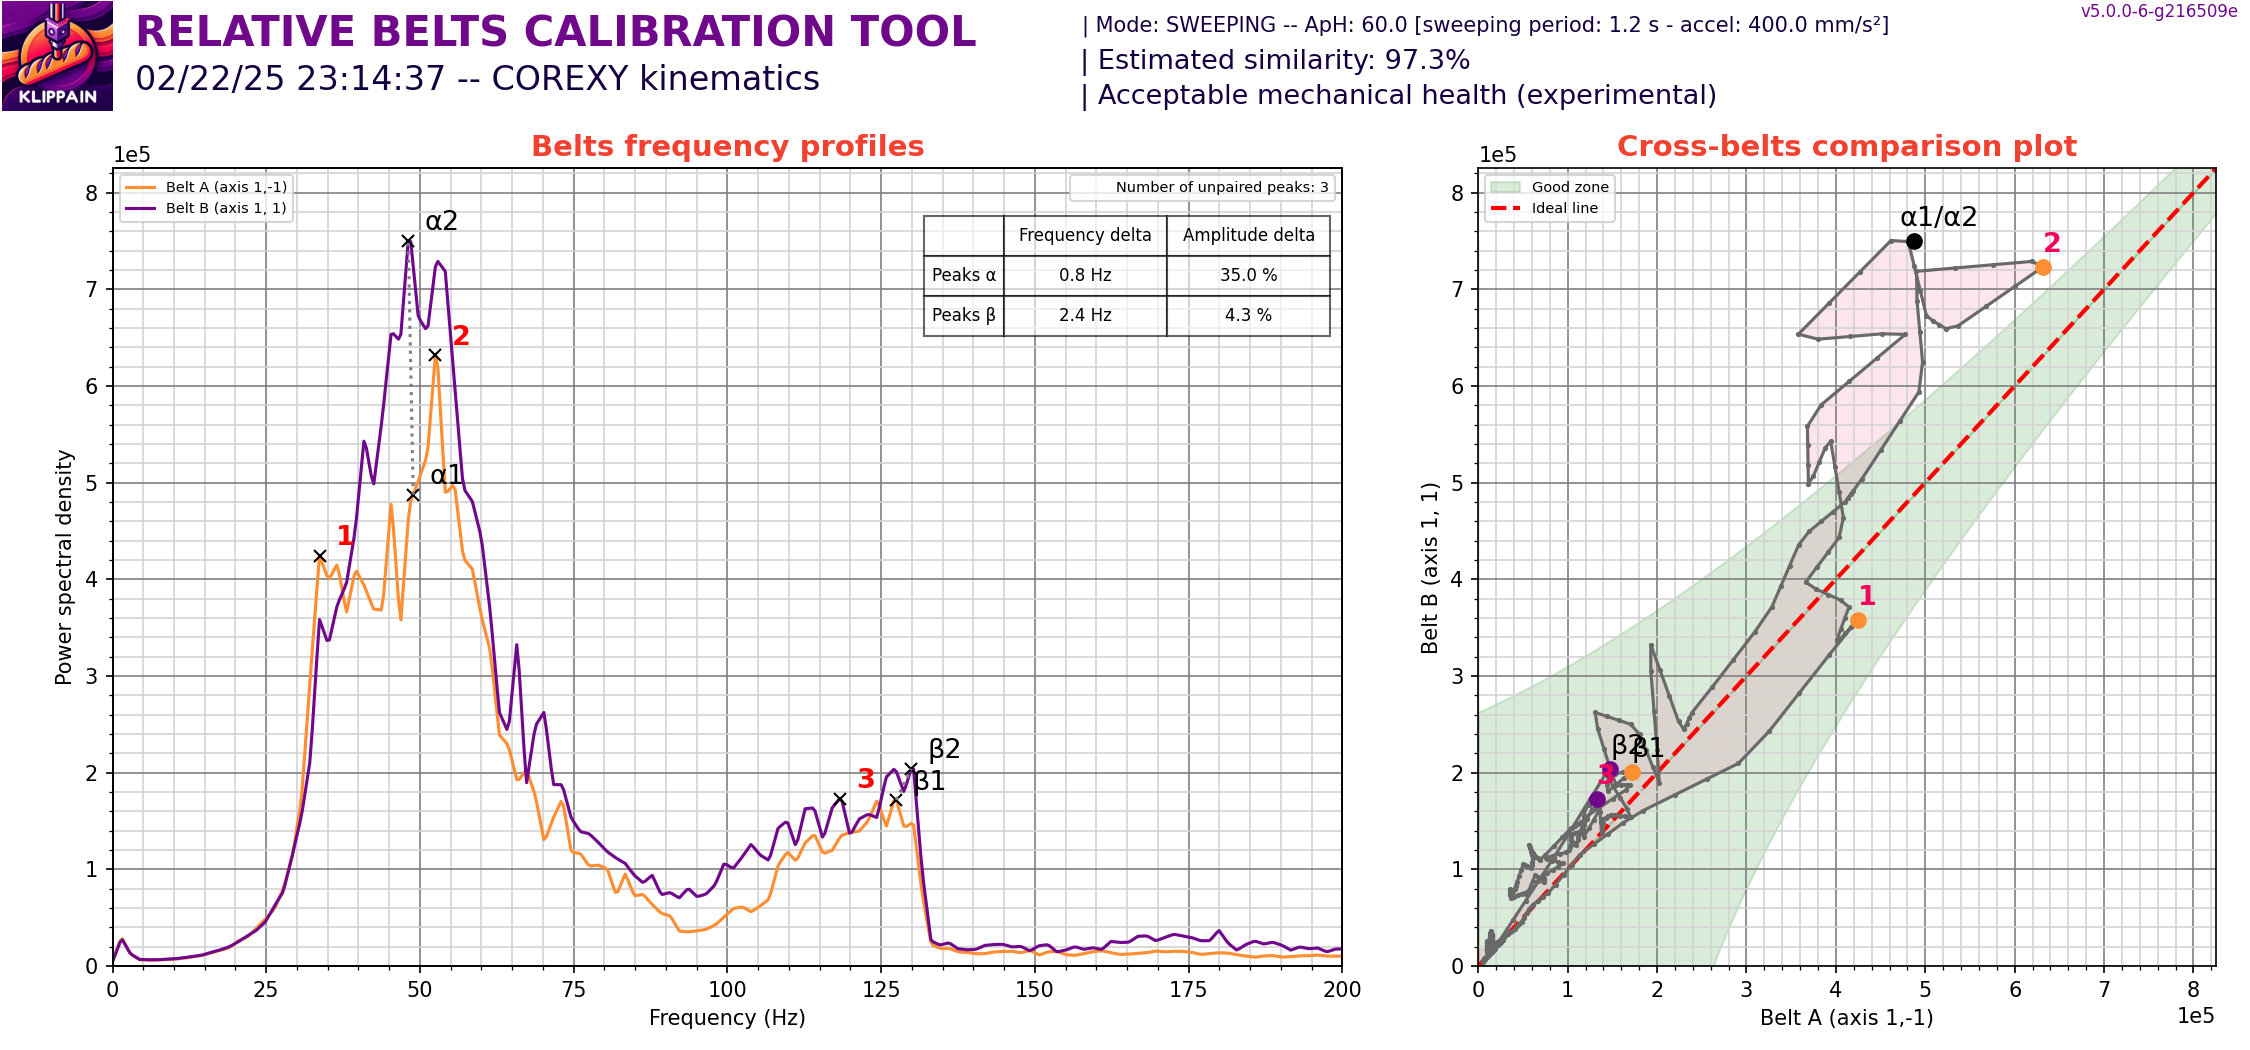 KLIPPAIN
RELATIVE BELTS CALIBRATION TOOL
02/22/25 23:14:37 -- COREXY kinematics
| Mode: SWEEPING -- ApH: 60.0 [sweeping period: 1.2 s - accel: 400.0 mm/s²]
| Estimated similarity: 97.3%
| Acceptable mechanical health (experimental)
v5.0.0-6-g216509e
Belts frequency profiles
1e5
Belt A (axis 1,-1)
Belt B (axis 1, 1)
Number of unpaired peaks: 3
Frequency delta Amplitude delta
Peaks α 0.8 Hz 35.0 %
Peaks β 2.4 Hz 4.3 %
α2
2
α1
1
β2
3 β1
8
7
6
5
4
3
2
1
0
Power spectral density
0 25 50 75 100 125 150 175 200
Frequency (Hz)
Cross-belts comparison plot
1e5
Good zone
Ideal line
α1/α2
2
1
β2 β1
3
8
7
6
5
4
3
2
1
0
Belt B (axis 1, 1)
0 1 2 3 4 5 6 7 8
Belt A (axis 1,-1)
1e5